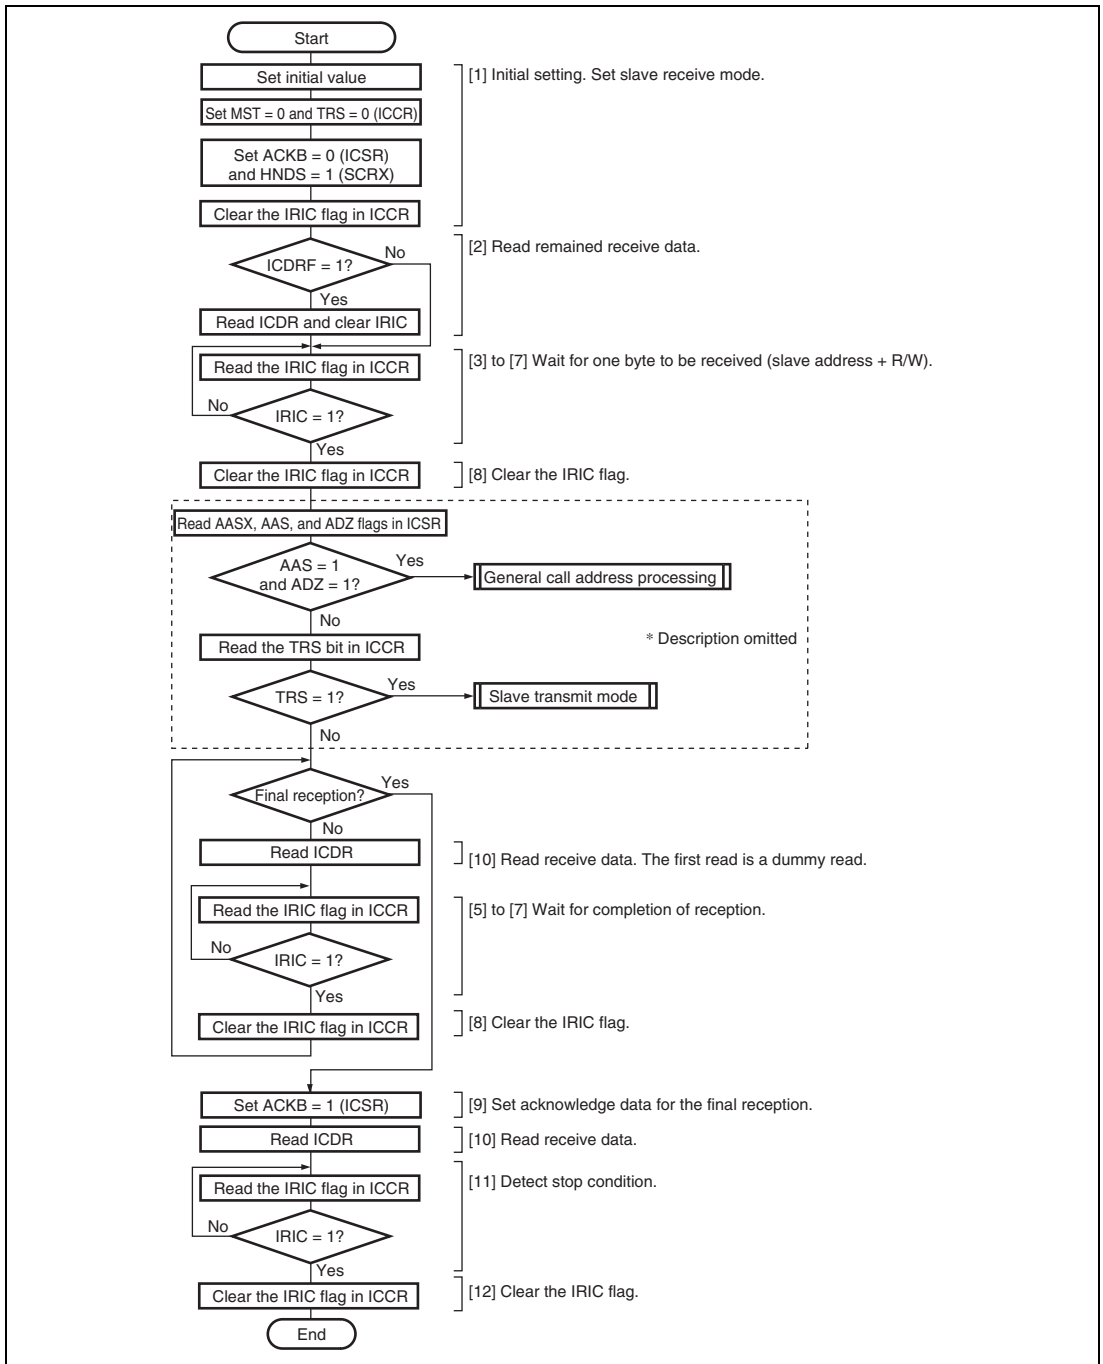 Start
Set initial value
[1] Initial setting. Set slave receive mode.
Set MST = 0 and TRS = 0 (ICCR)
Set ACKB = 0 (ICSR)
and HNDS = 1 (SCRX)
Clear the IRIC flag in ICCR
ICDRF = 1?
No
[2] Read remained receive data.
Yes
Read ICDR and clear IRIC
Read the IRIC flag in ICCR
[3] to [7] Wait for one byte to be received (slave address + R/W).
No
IRIC = 1?
Yes
Clear the IRIC flag in ICCR
[8] Clear the IRIC flag.
Read AASX, AAS, and ADZ flags in ICSR
AAS = 1
and ADZ = 1?
Yes
General call address processing
No
Read the TRS bit in ICCR
* Description omitted
TRS = 1?
Yes
Slave transmit mode
No
Final reception?
Yes
No
Read ICDR
[10] Read receive data. The first read is a dummy read.
Read the IRIC flag in ICCR
[5] to [7] Wait for completion of reception.
No
IRIC = 1?
Yes
Clear the IRIC flag in ICCR
[8] Clear the IRIC flag.
Set ACKB = 1 (ICSR)
[9] Set acknowledge data for the final reception.
Read ICDR
[10] Read receive data.
Read the IRIC flag in ICCR
[11] Detect stop condition.
No
IRIC = 1?
Yes
Clear the IRIC flag in ICCR
[12] Clear the IRIC flag.
End